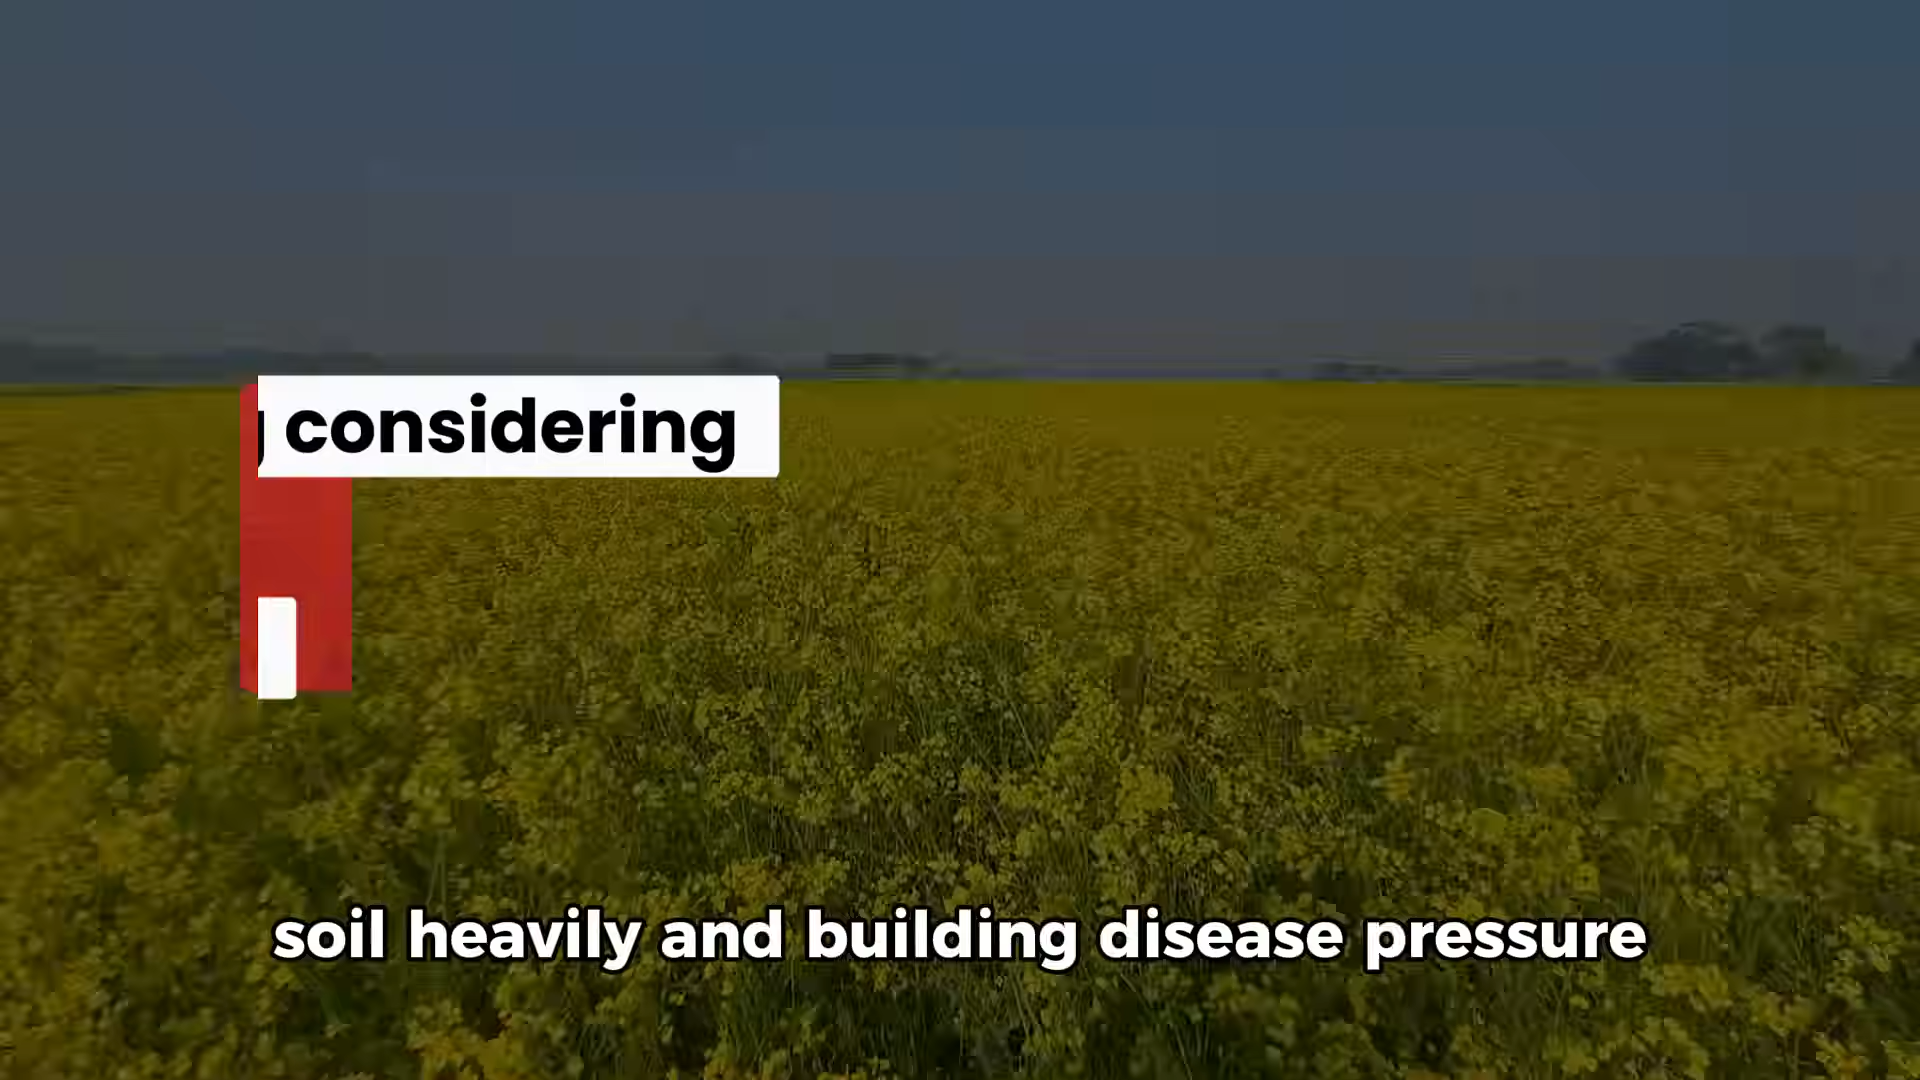 considering
soil heavily and building disease pressure